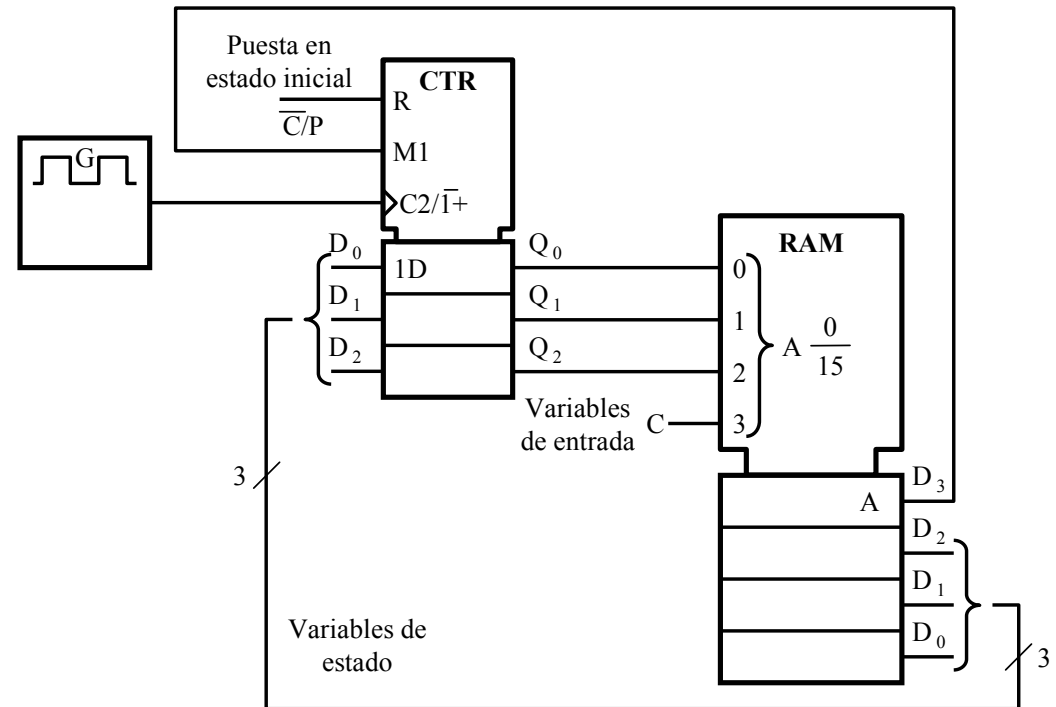 Puesta en
estado inicial
C̅/P
CTR
R
M1
C2/1̅+
G
D₀
D₁
D₂
1D
Q₀
Q₁
Q₂
RAM
0
1
2
3
A 0/15
Variables
de entrada
C
3
A
D₃
D₂
D₁
D₀
Variables de
estado
3